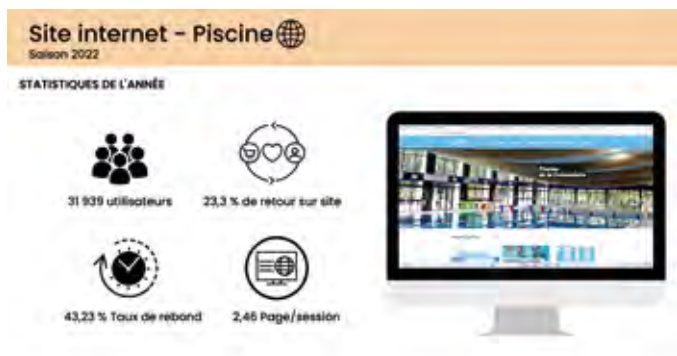 Site internet - Piscine
Saison 2022
STATISTIQUES DE L'ANNÉE
31 939 utilisateurs
23,3 % de retour sur site
43,23 % Taux de rebond
2,46 Page/session